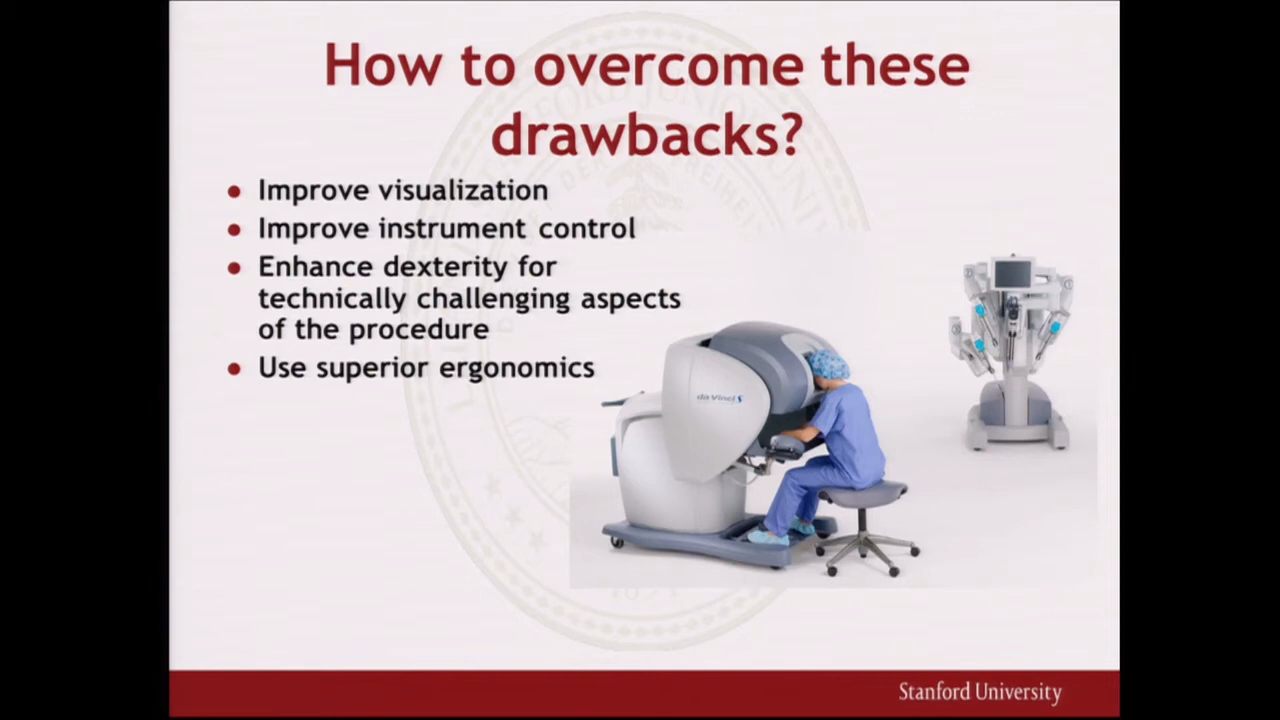 How to overcome these
drawbacks?
• Improve visualization
• Improve instrument control
• Enhance dexterity for
technically challenging aspects
of the procedure
• Use superior ergonomics
da Vinci S
Stanford University